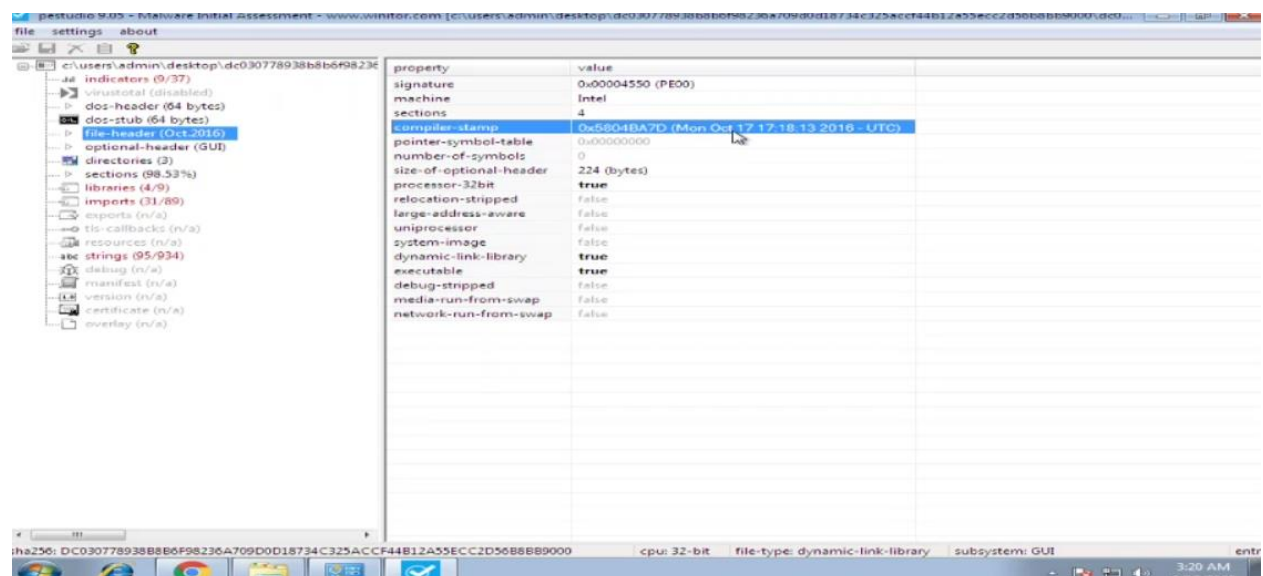 pestudio 9.05 - Malware Initial Assessment - www.winitor.com
file settings about
c:\users\admin\desktop\dc030778938b8b6f98236
indicators (9/37)
virustotal (disabled)
dos-header (64 bytes)
dos-stub (64 bytes)
file-header (Oct.2016)
optional-header (GUI)
directories (3)
sections (98.53%)
libraries (4/9)
imports (31/89)
exports (n/a)
tls-callbacks (n/a)
resources (n/a)
abc strings (95/934)
debug (n/a)
manifest (n/a)
version (n/a)
certificate (n/a)
overlay (n/a)
property value
signature 0x00004550 (PE00)
machine Intel
sections 4
compiler-stamp 0x5804BA7D (Mon Oct 17 17:18:13 2016 - UTC)
pointer-symbol-table 0x00000000
number-of-symbols 0
size-of-optional-header 224 (bytes)
processor-32bit true
relocation-stripped false
large-address-aware false
uniprocessor false
system-image false
dynamic-link-library true
executable true
debug-stripped false
media-run-from-swap false
network-run-from-swap false
cpu: 32-bit file-type: dynamic-link-library subsystem: GUI entr
3:20 AM